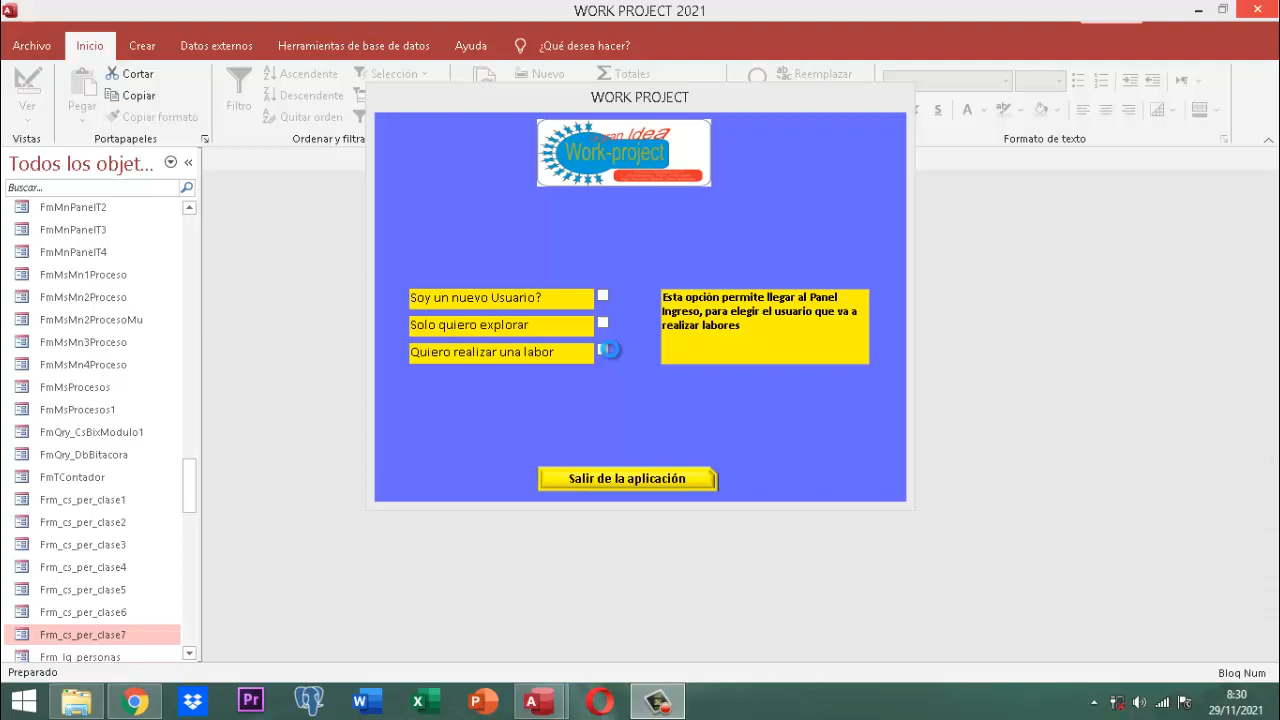 WORK PROJECT 2021
Archivo Inicio Crear Datos externos Herramientas de base de datos Ayuda ¿Qué desea hacer?
Ver
Vistas
Pegar
Cortar
Copiar
Copiar formato
Portapapeles
Filtro
Ascendente
Descendente
Quitar orden
Selección
Ordenar y filtra
Nuevo
Totales
Reemplazar
S
A
Formato de texto
Todos los objet...
Buscar...
FmMnPanelT2
FmMnPanelT3
FmMnPanelT4
FmMsMn1Proceso
FmMsMn2Proceso
FmMsMn2ProcesoMu
FmMsMn3Proceso
FmMsMn4Proceso
FmMsProcesos
FmMsProcesos1
FmQry_CsBixModulo1
FmQry_DbBitacora
FmTContador
Frm_cs_per_clase1
Frm_cs_per_clase2
Frm_cs_per_clase3
Frm_cs_per_clase4
Frm_cs_per_clase5
Frm_cs_per_clase6
Frm_cs_per_clase7
Frm_lg_personas
WORK PROJECT
Idea
Work-project
Soy un nuevo Usuario?
Solo quiero explorar
Quiero realizar una labor
Esta opción permite llegar al Panel
Ingreso, para elegir el usuario que va a
realizar labores
Salir de la aplicación
Preparado
Bloq Num
8:30
29/11/2021